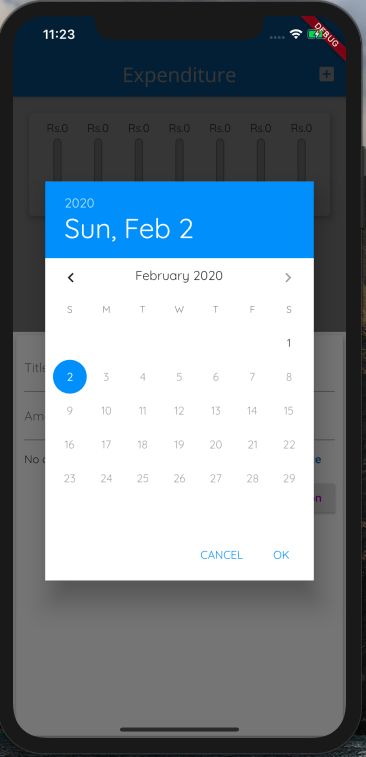 11:23
DEBUG
Expenditure
Rs.0 Rs.0 Rs.0 Rs.0 Rs.0 Rs.0 Rs.0
2020
Sun, Feb 2
February 2020
S M T W T F S
1
2 3 4 5 6 7 8
9 10 11 12 13 14 15
16 17 18 19 20 21 22
23 24 25 26 27 28 29
CANCEL OK